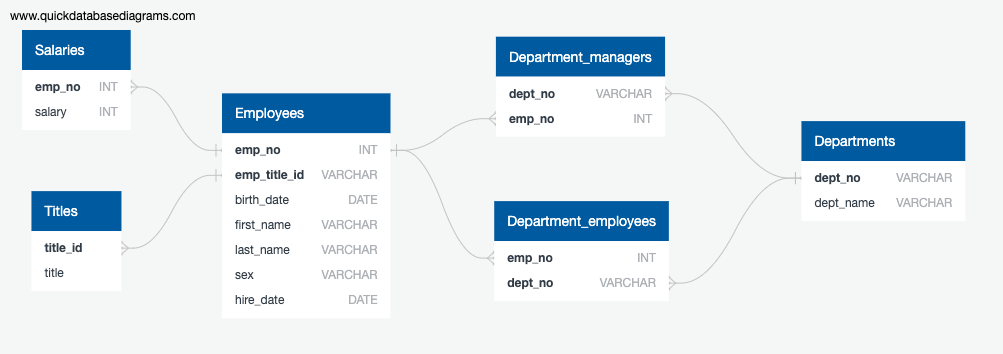 www.quickdatabasediagrams.com
Salaries
emp_no INT
salary INT
Titles
title_id
title
Employees
emp_no INT
emp_title_id VARCHAR
birth_date DATE
first_name VARCHAR
last_name VARCHAR
sex VARCHAR
hire_date DATE
Department_managers
dept_no VARCHAR
emp_no INT
Department_employees
emp_no INT
dept_no VARCHAR
Departments
dept_no VARCHAR
dept_name VARCHAR